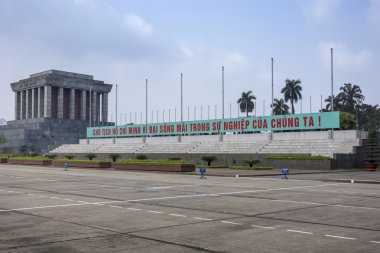 CHỦ TỊCH HỒ CHÍ MINH VĨ ĐẠI SỐNG MÃI TRONG SỰ NGHIỆP CỦA CHÚNG TA !